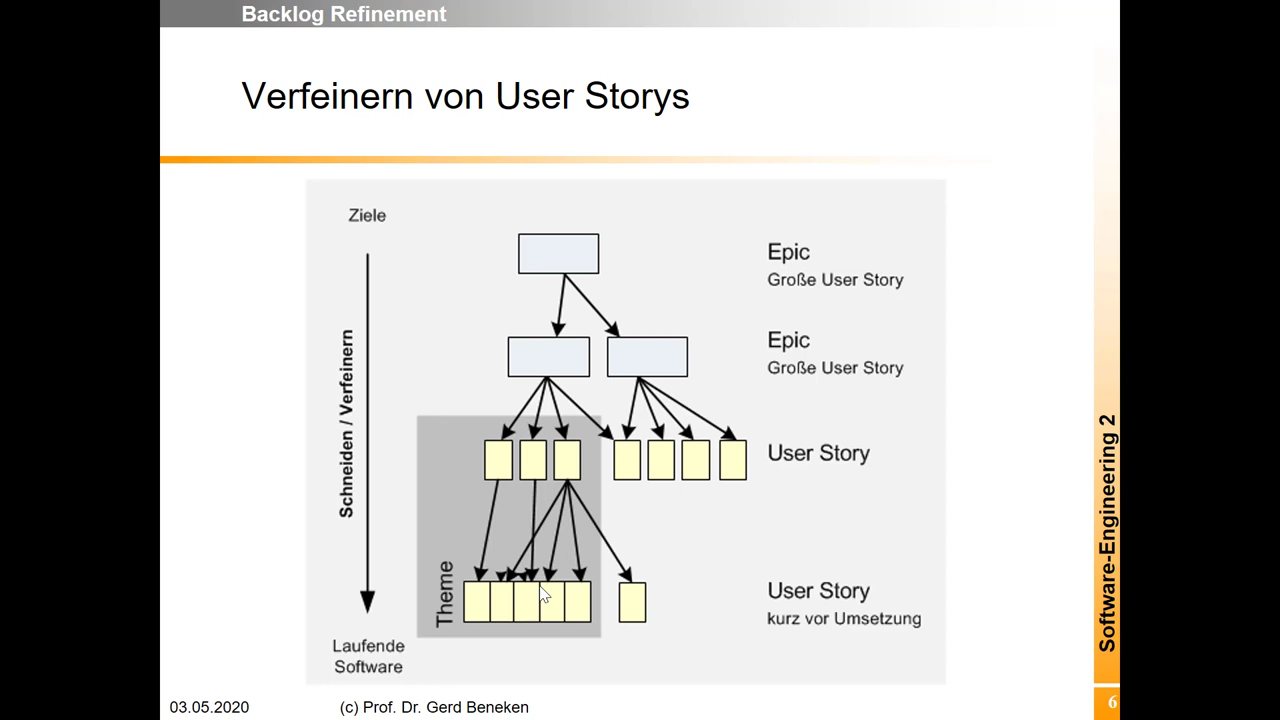 Backlog Refinement
Verfeinern von User Storys
Ziele
Epic
Große User Story
Epic
Große User Story
Schneiden / Verfeinern
User Story
Theme
User Story
kurz vor Umsetzung
Laufende
Software
Software-Engineering 2
03.05.2020
(c) Prof. Dr. Gerd Beneken
6